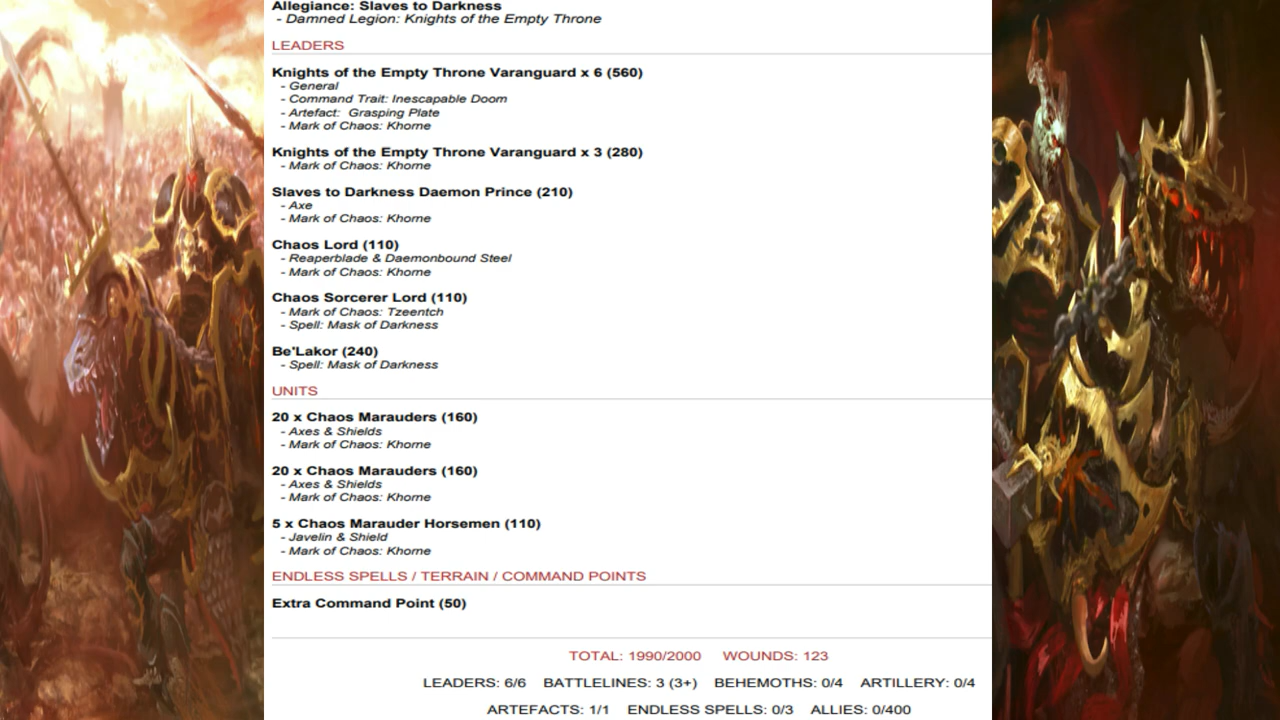 Allegiance: Slaves to Darkness
- Damned Legion: Knights of the Empty Throne
LEADERS
Knights of the Empty Throne Varanguard x 6 (560)
- General
- Command Trait: Inescapable Doom
- Artefact: Grasping Plate
- Mark of Chaos: Khorne
Knights of the Empty Throne Varanguard x 3 (280)
- Mark of Chaos: Khorne
Slaves to Darkness Daemon Prince (210)
- Axe
- Mark of Chaos: Khorne
Chaos Lord (110)
- Reaperblade & Daemonbound Steel
- Mark of Chaos: Khorne
Chaos Sorcerer Lord (110)
- Mark of Chaos: Tzeentch
- Spell: Mask of Darkness
Be'Lakor (240)
- Spell: Mask of Darkness
UNITS
20 x Chaos Marauders (160)
- Axes & Shields
- Mark of Chaos: Khorne
20 x Chaos Marauders (160)
- Axes & Shields
- Mark of Chaos: Khorne
5 x Chaos Marauder Horsemen (110)
- Javelin & Shield
- Mark of Chaos: Khorne
ENDLESS SPELLS / TERRAIN / COMMAND POINTS
Extra Command Point (50)
TOTAL: 1990/2000 WOUNDS: 123
LEADERS: 6/6 BATTLELINES: 3 (3+) BEHEMOTHS: 0/4 ARTILLERY: 0/4
ARTEFACTS: 1/1 ENDLESS SPELLS: 0/3 ALLIES: 0/400